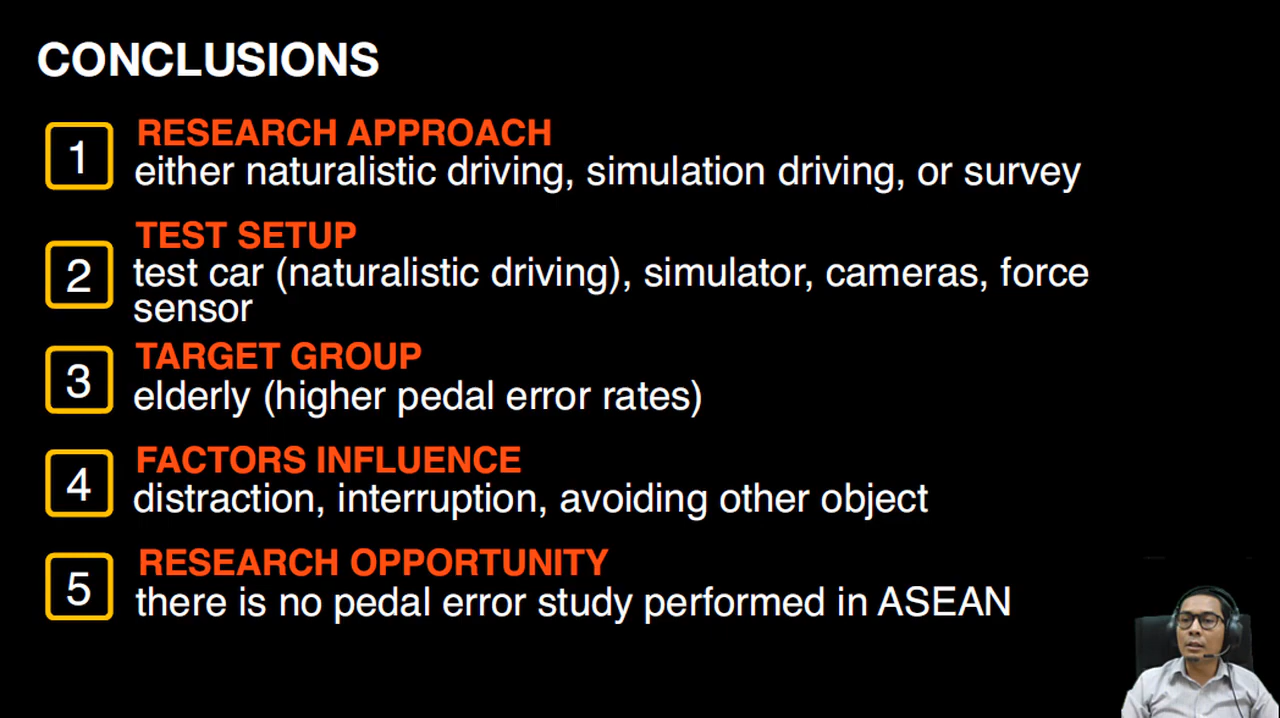 CONCLUSIONS
1
RESEARCH APPROACH
either naturalistic driving, simulation driving, or survey
2
TEST SETUP
test car (naturalistic driving), simulator, cameras, force
sensor
3
TARGET GROUP
elderly (higher pedal error rates)
4
FACTORS INFLUENCE
distraction, interruption, avoiding other object
5
RESEARCH OPPORTUNITY
there is no pedal error study performed in ASEAN